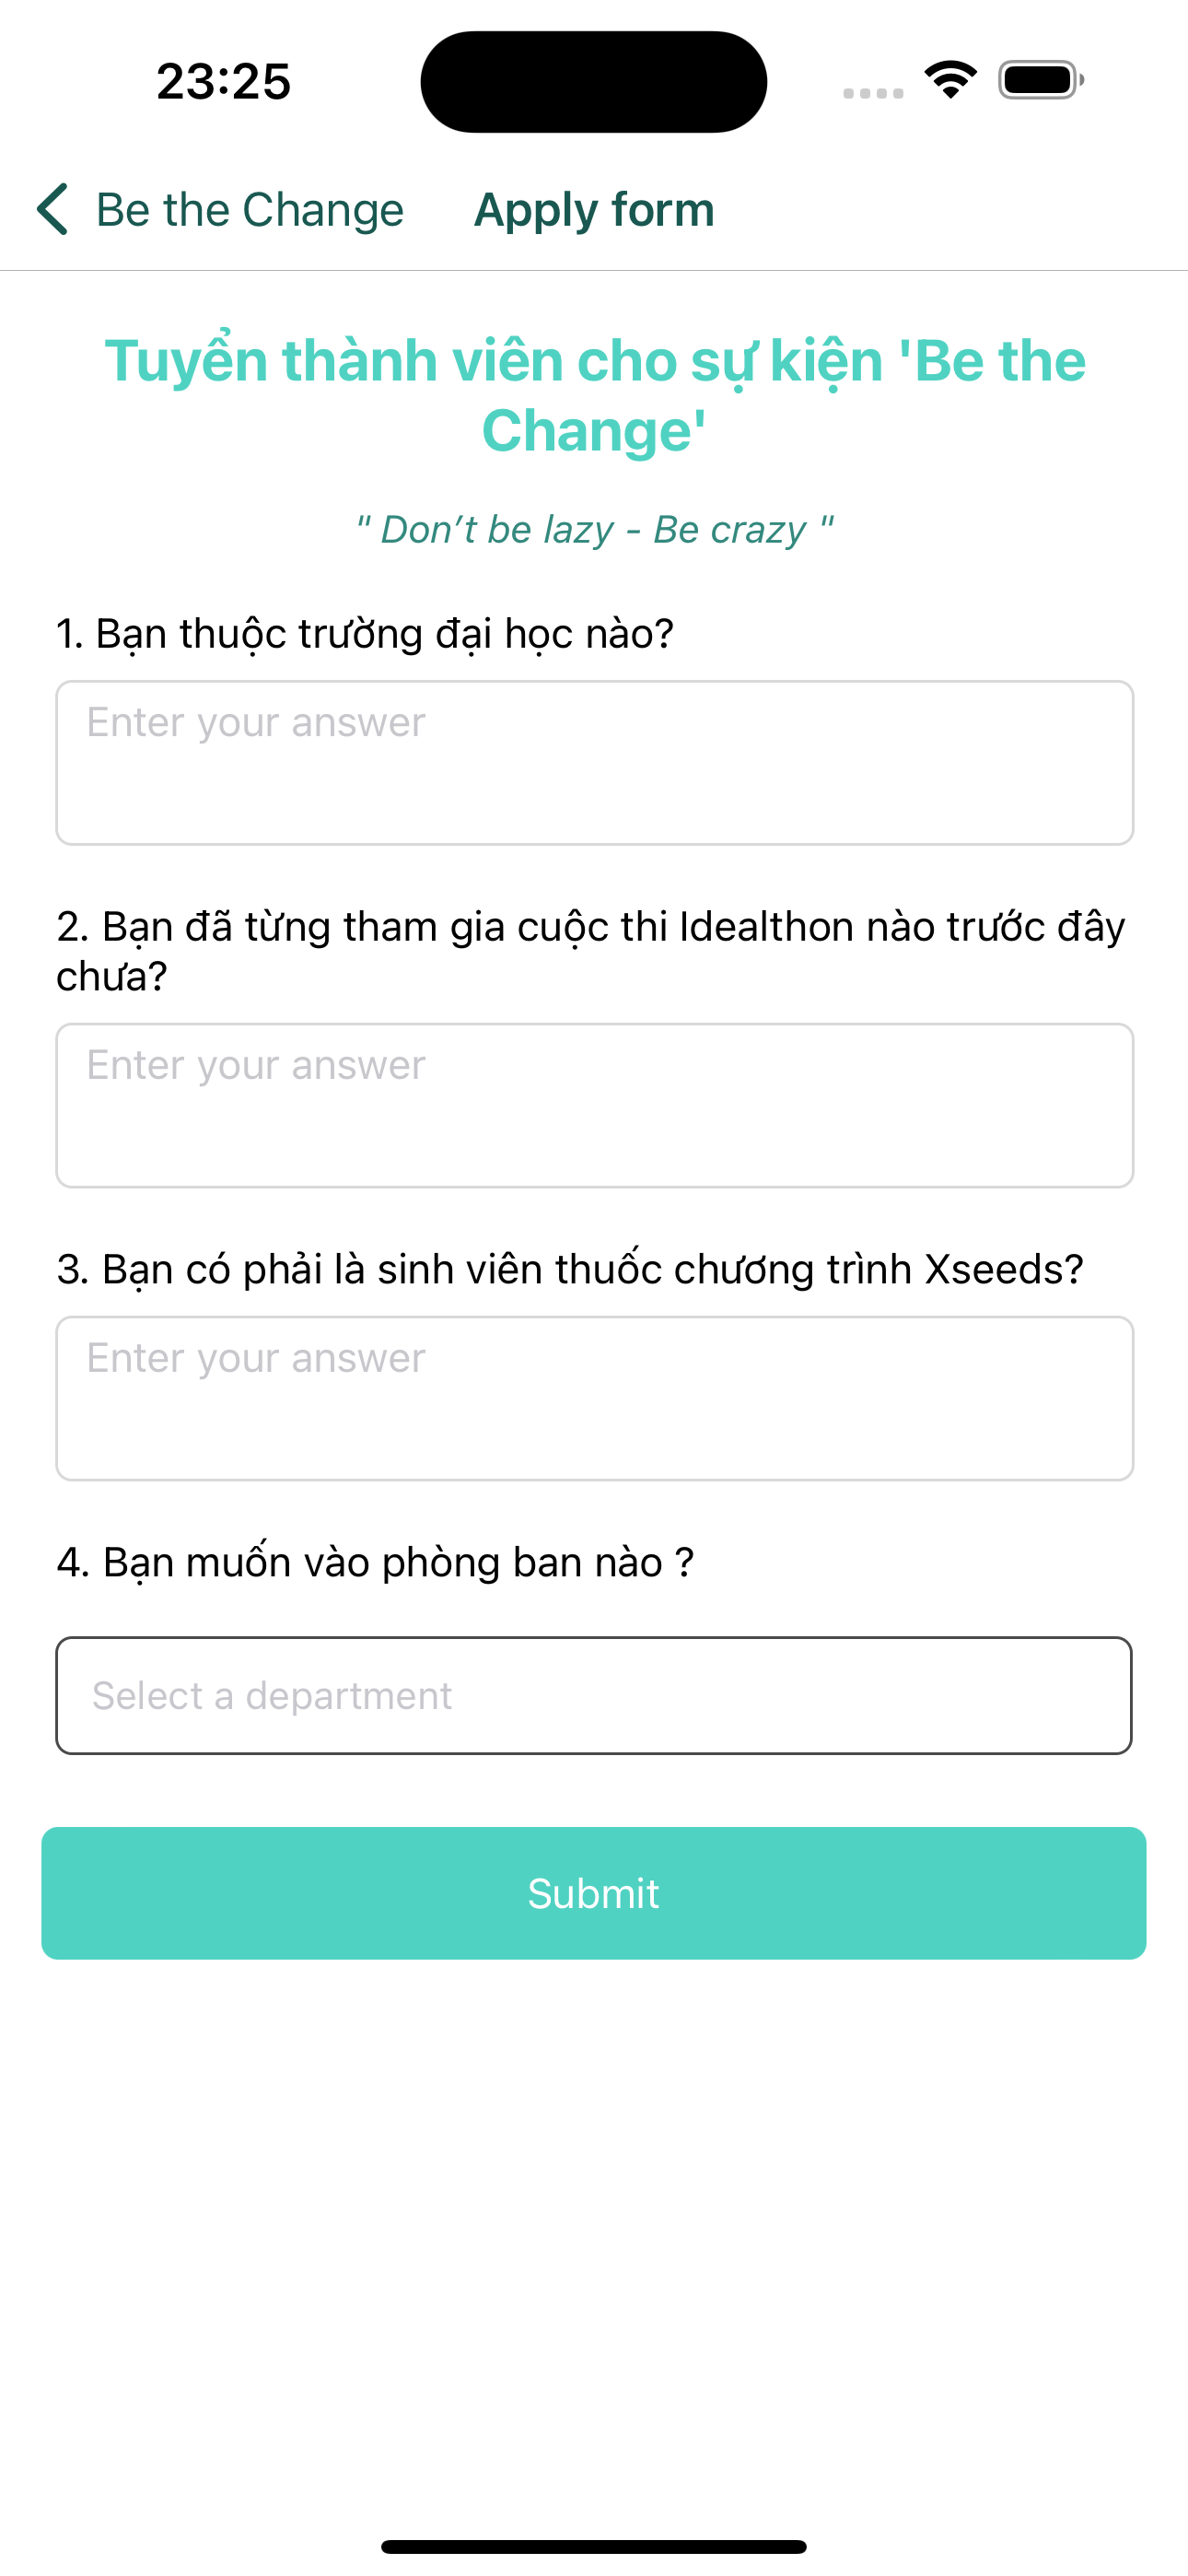 23:25
Be the Change Apply form
Tuyển thành viên cho sự kiện 'Be the
Change'
" Don't be lazy - Be crazy "
1. Bạn thuộc trường đại học nào?
Enter your answer
2. Bạn đã từng tham gia cuộc thi Idealthon nào trước đây
chưa?
Enter your answer
3. Bạn có phải là sinh viên thuốc chương trình Xseeds?
Enter your answer
4. Bạn muốn vào phòng ban nào ?
Select a department
Submit